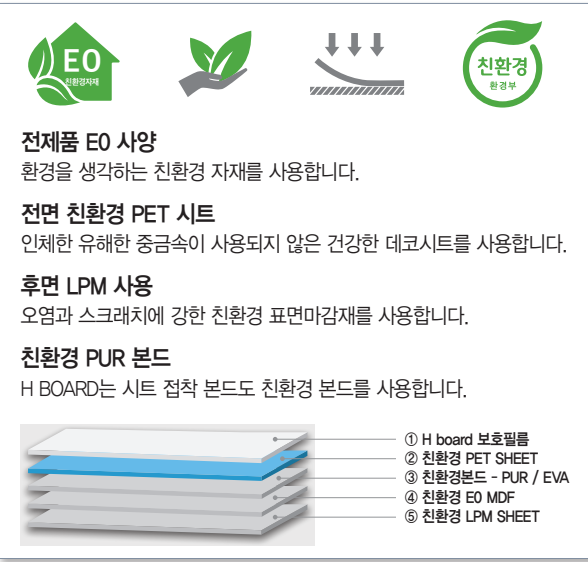 E0
친환경자재
친환경
환경부
전제품 E0 사양
환경을 생각하는 친환경 자재를 사용합니다.
전면 친환경 PET 시트
인체한 유해한 중금속이 사용되지 않은 건강한 데코시트를 사용합니다.
후면 LPM 사용
오염과 스크래치에 강한 친환경 표면마감재를 사용합니다.
친환경 PUR 본드
H BOARD는 시트 접착 본드도 친환경 본드를 사용합니다.
① H board 보호필름
② 친환경 PET SHEET
③ 친환경본드 - PUR / EVA
④ 친환경 E0 MDF
⑤ 친환경 LPM SHEET